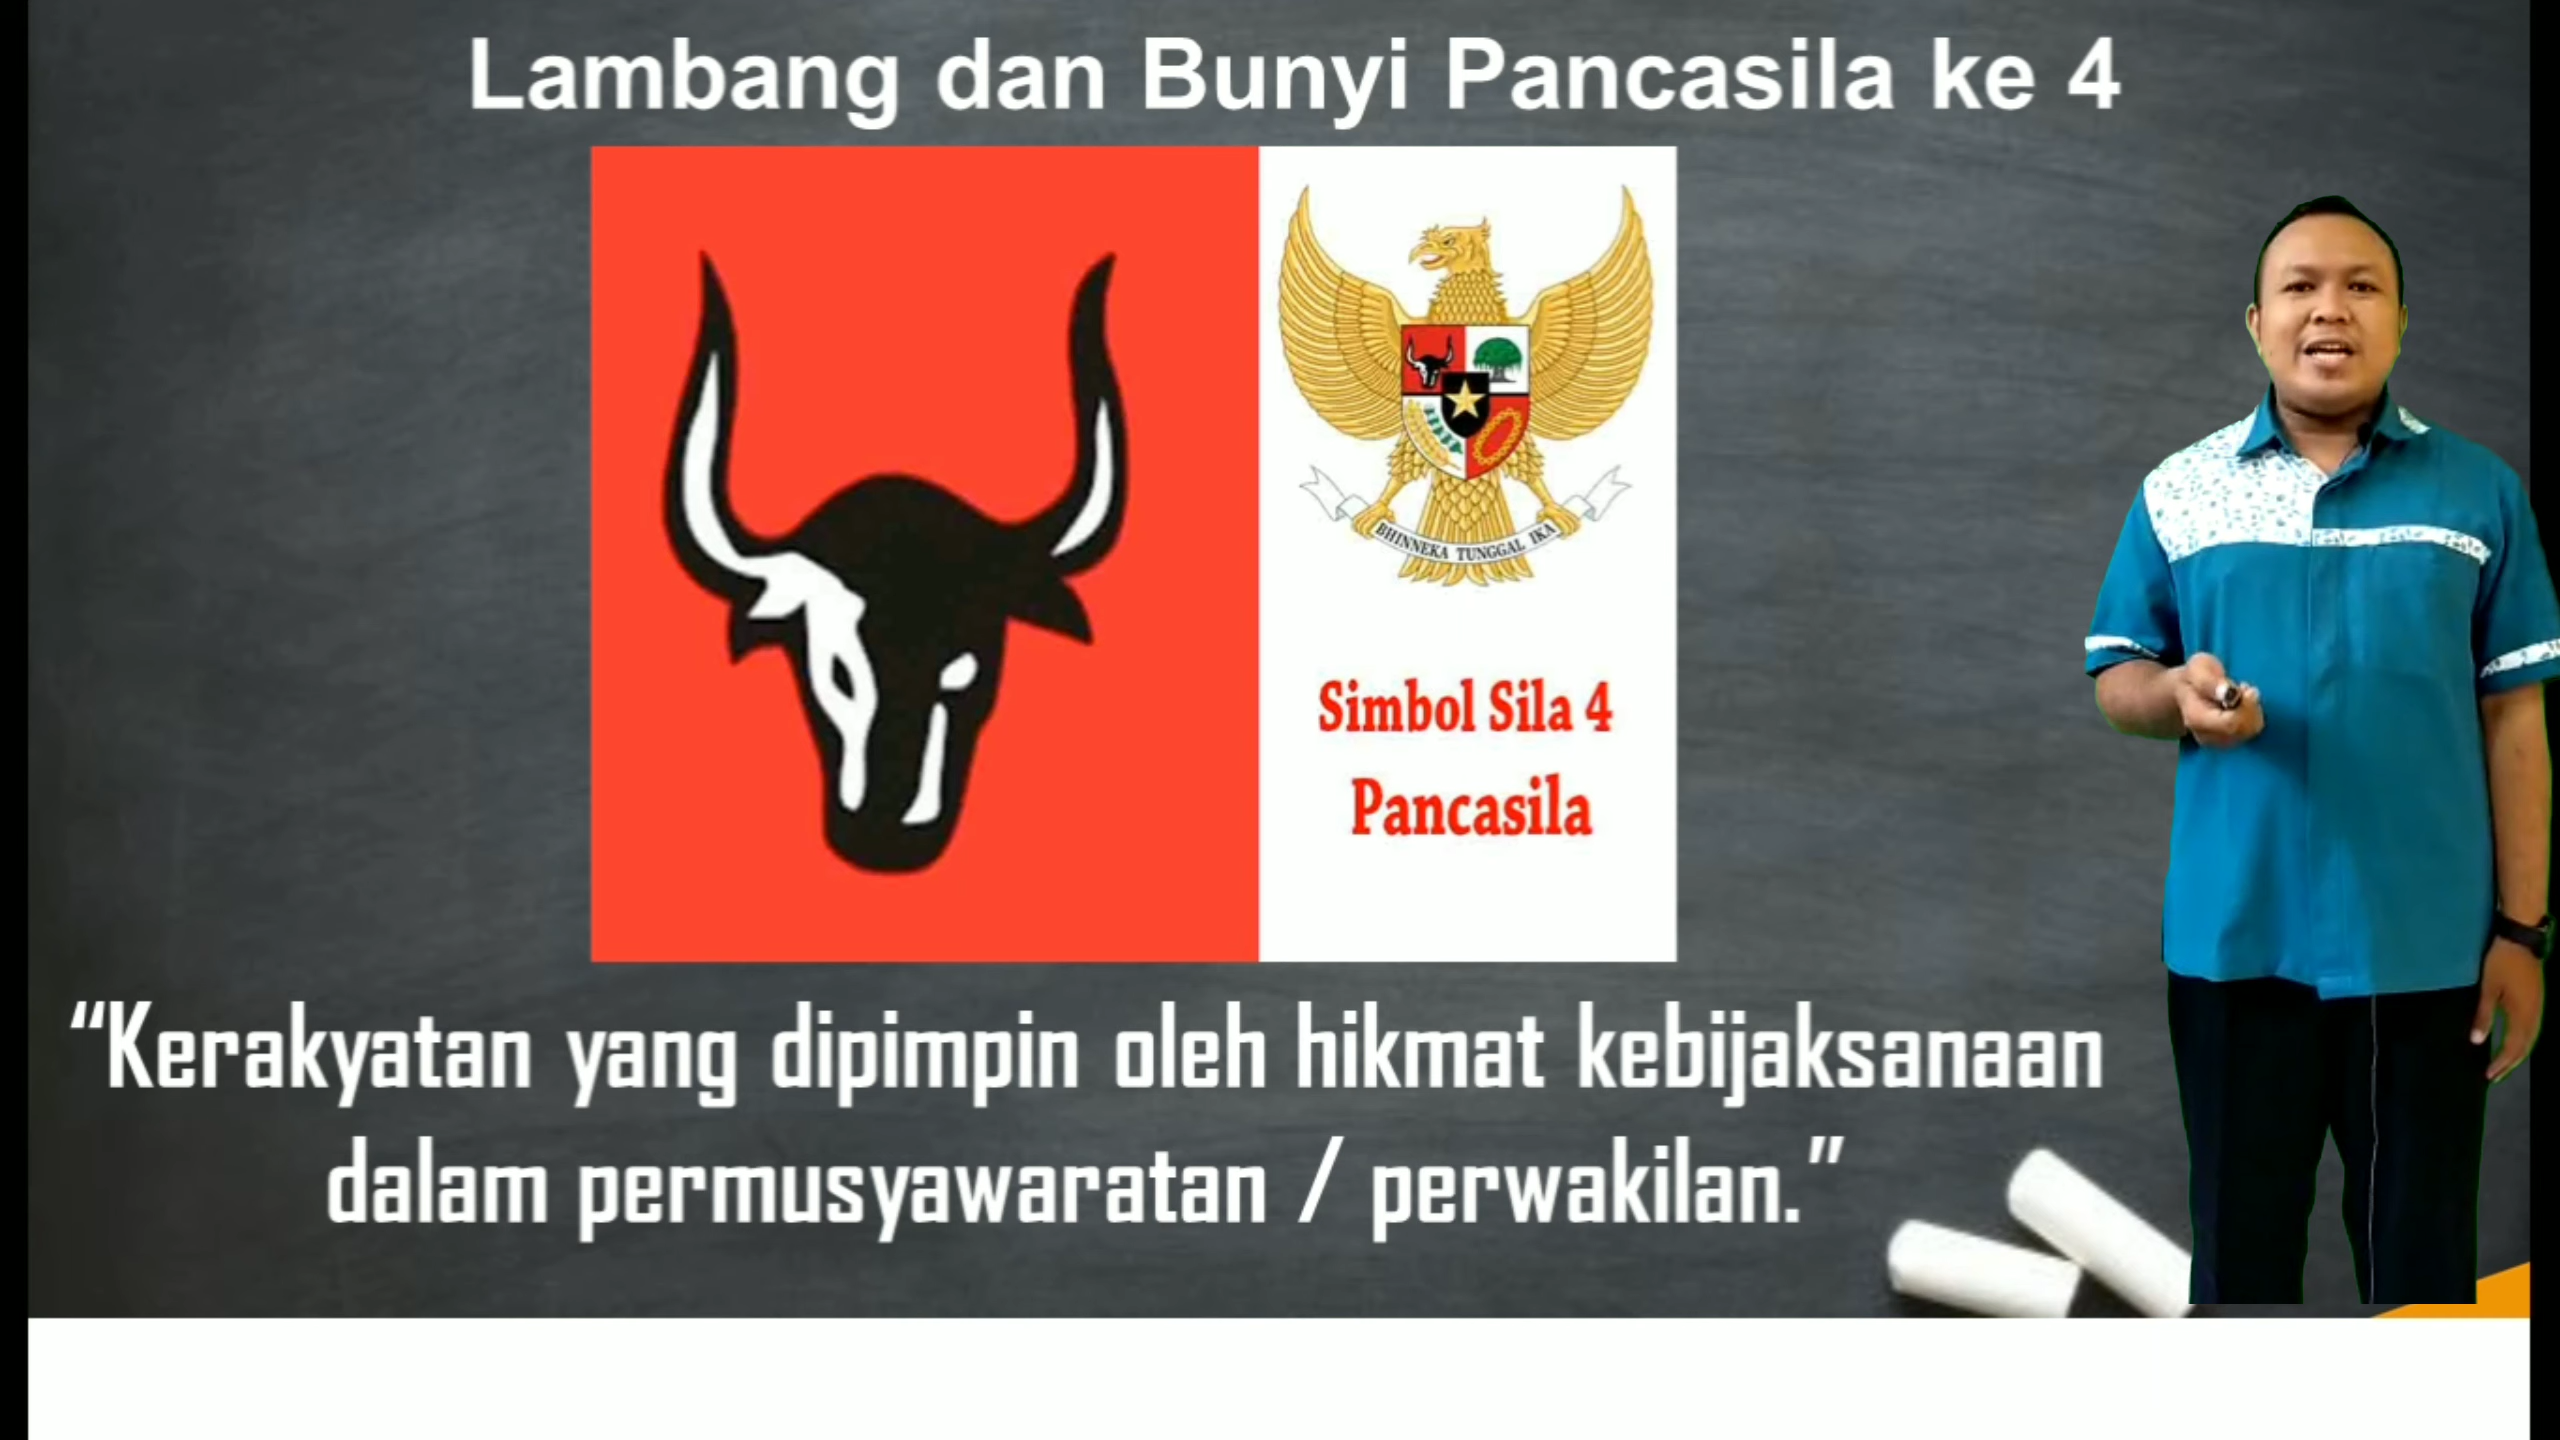 Lambang dan Bunyi Pancasila ke 4
BHINNEKA TUNGGAL IKA
Simbol Sila 4
Pancasila
“Kerakyatan yang dipimpin oleh hikmat kebijaksanaan
dalam permusyawaratan / perwakilan.”